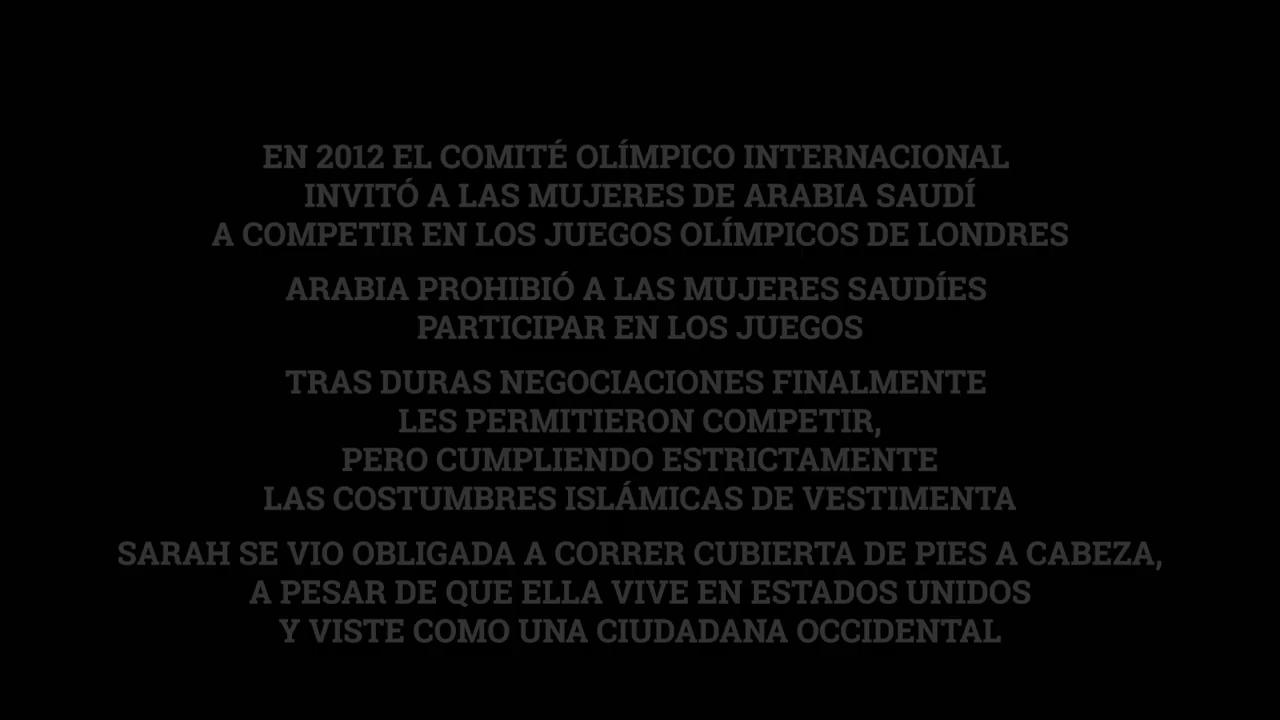 EN 2012 EL COMITÉ OLÍMPICO INTERNACIONAL
INVITÓ A LAS MUJERES DE ARABIA SAUDÍ
A COMPETIR EN LOS JUEGOS OLÍMPICOS DE LONDRES
ARABIA PROHIBIÓ A LAS MUJERES SAUDÍES
PARTICIPAR EN LOS JUEGOS
TRAS DURAS NEGOCIACIONES FINALMENTE
LES PERMITIERON COMPETIR,
PERO CUMPLIENDO ESTRICTAMENTE
LAS COSTUMBRES ISLÁMICAS DE VESTIMENTA
SARAH SE VIO OBLIGADA A CORRER CUBIERTA DE PIES A CABEZA,
A PESAR DE QUE ELLA VIVE EN ESTADOS UNIDOS
Y VISTE COMO UNA CIUDADANA OCCIDENTAL